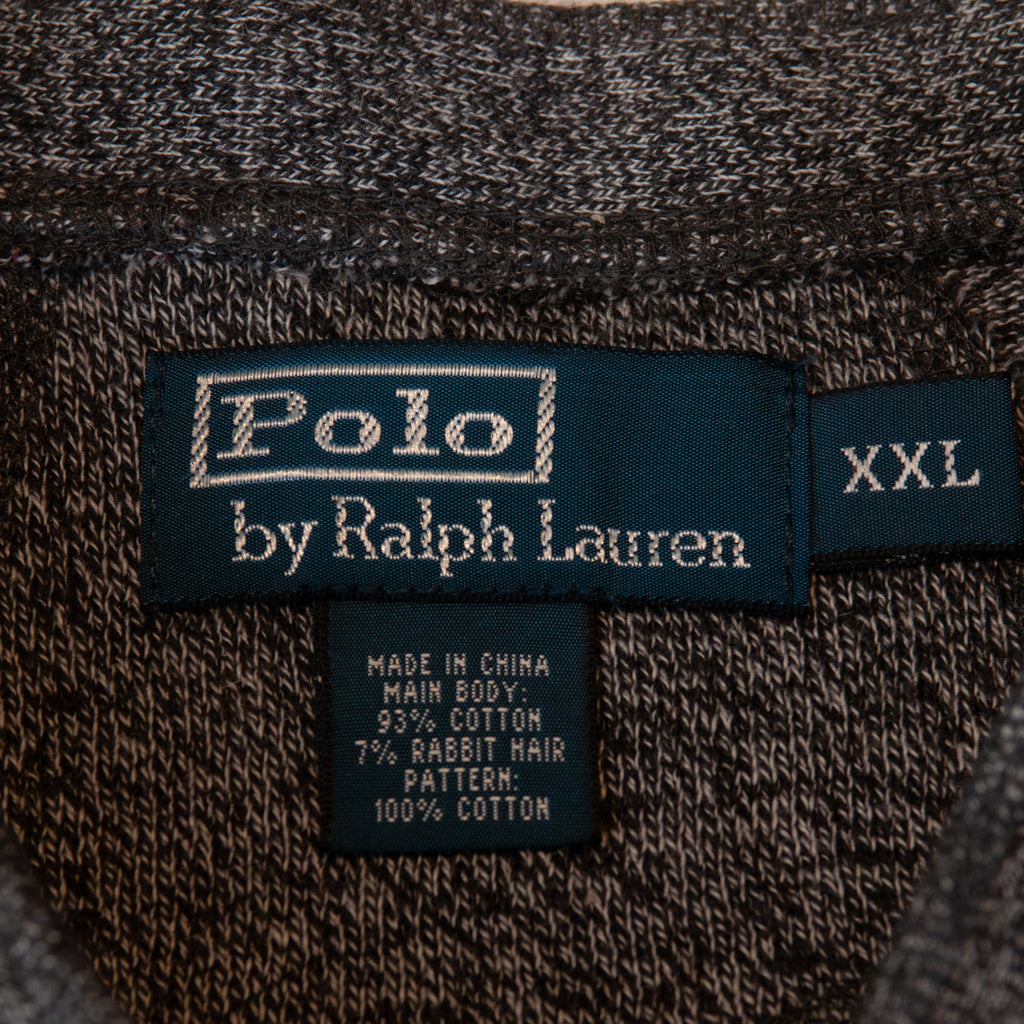 Polo
by Ralph Lauren
XXL
MADE IN CHINA
MAIN BODY:
93% COTTON
7% RABBIT HAIR
PATTERN:
100% COTTON